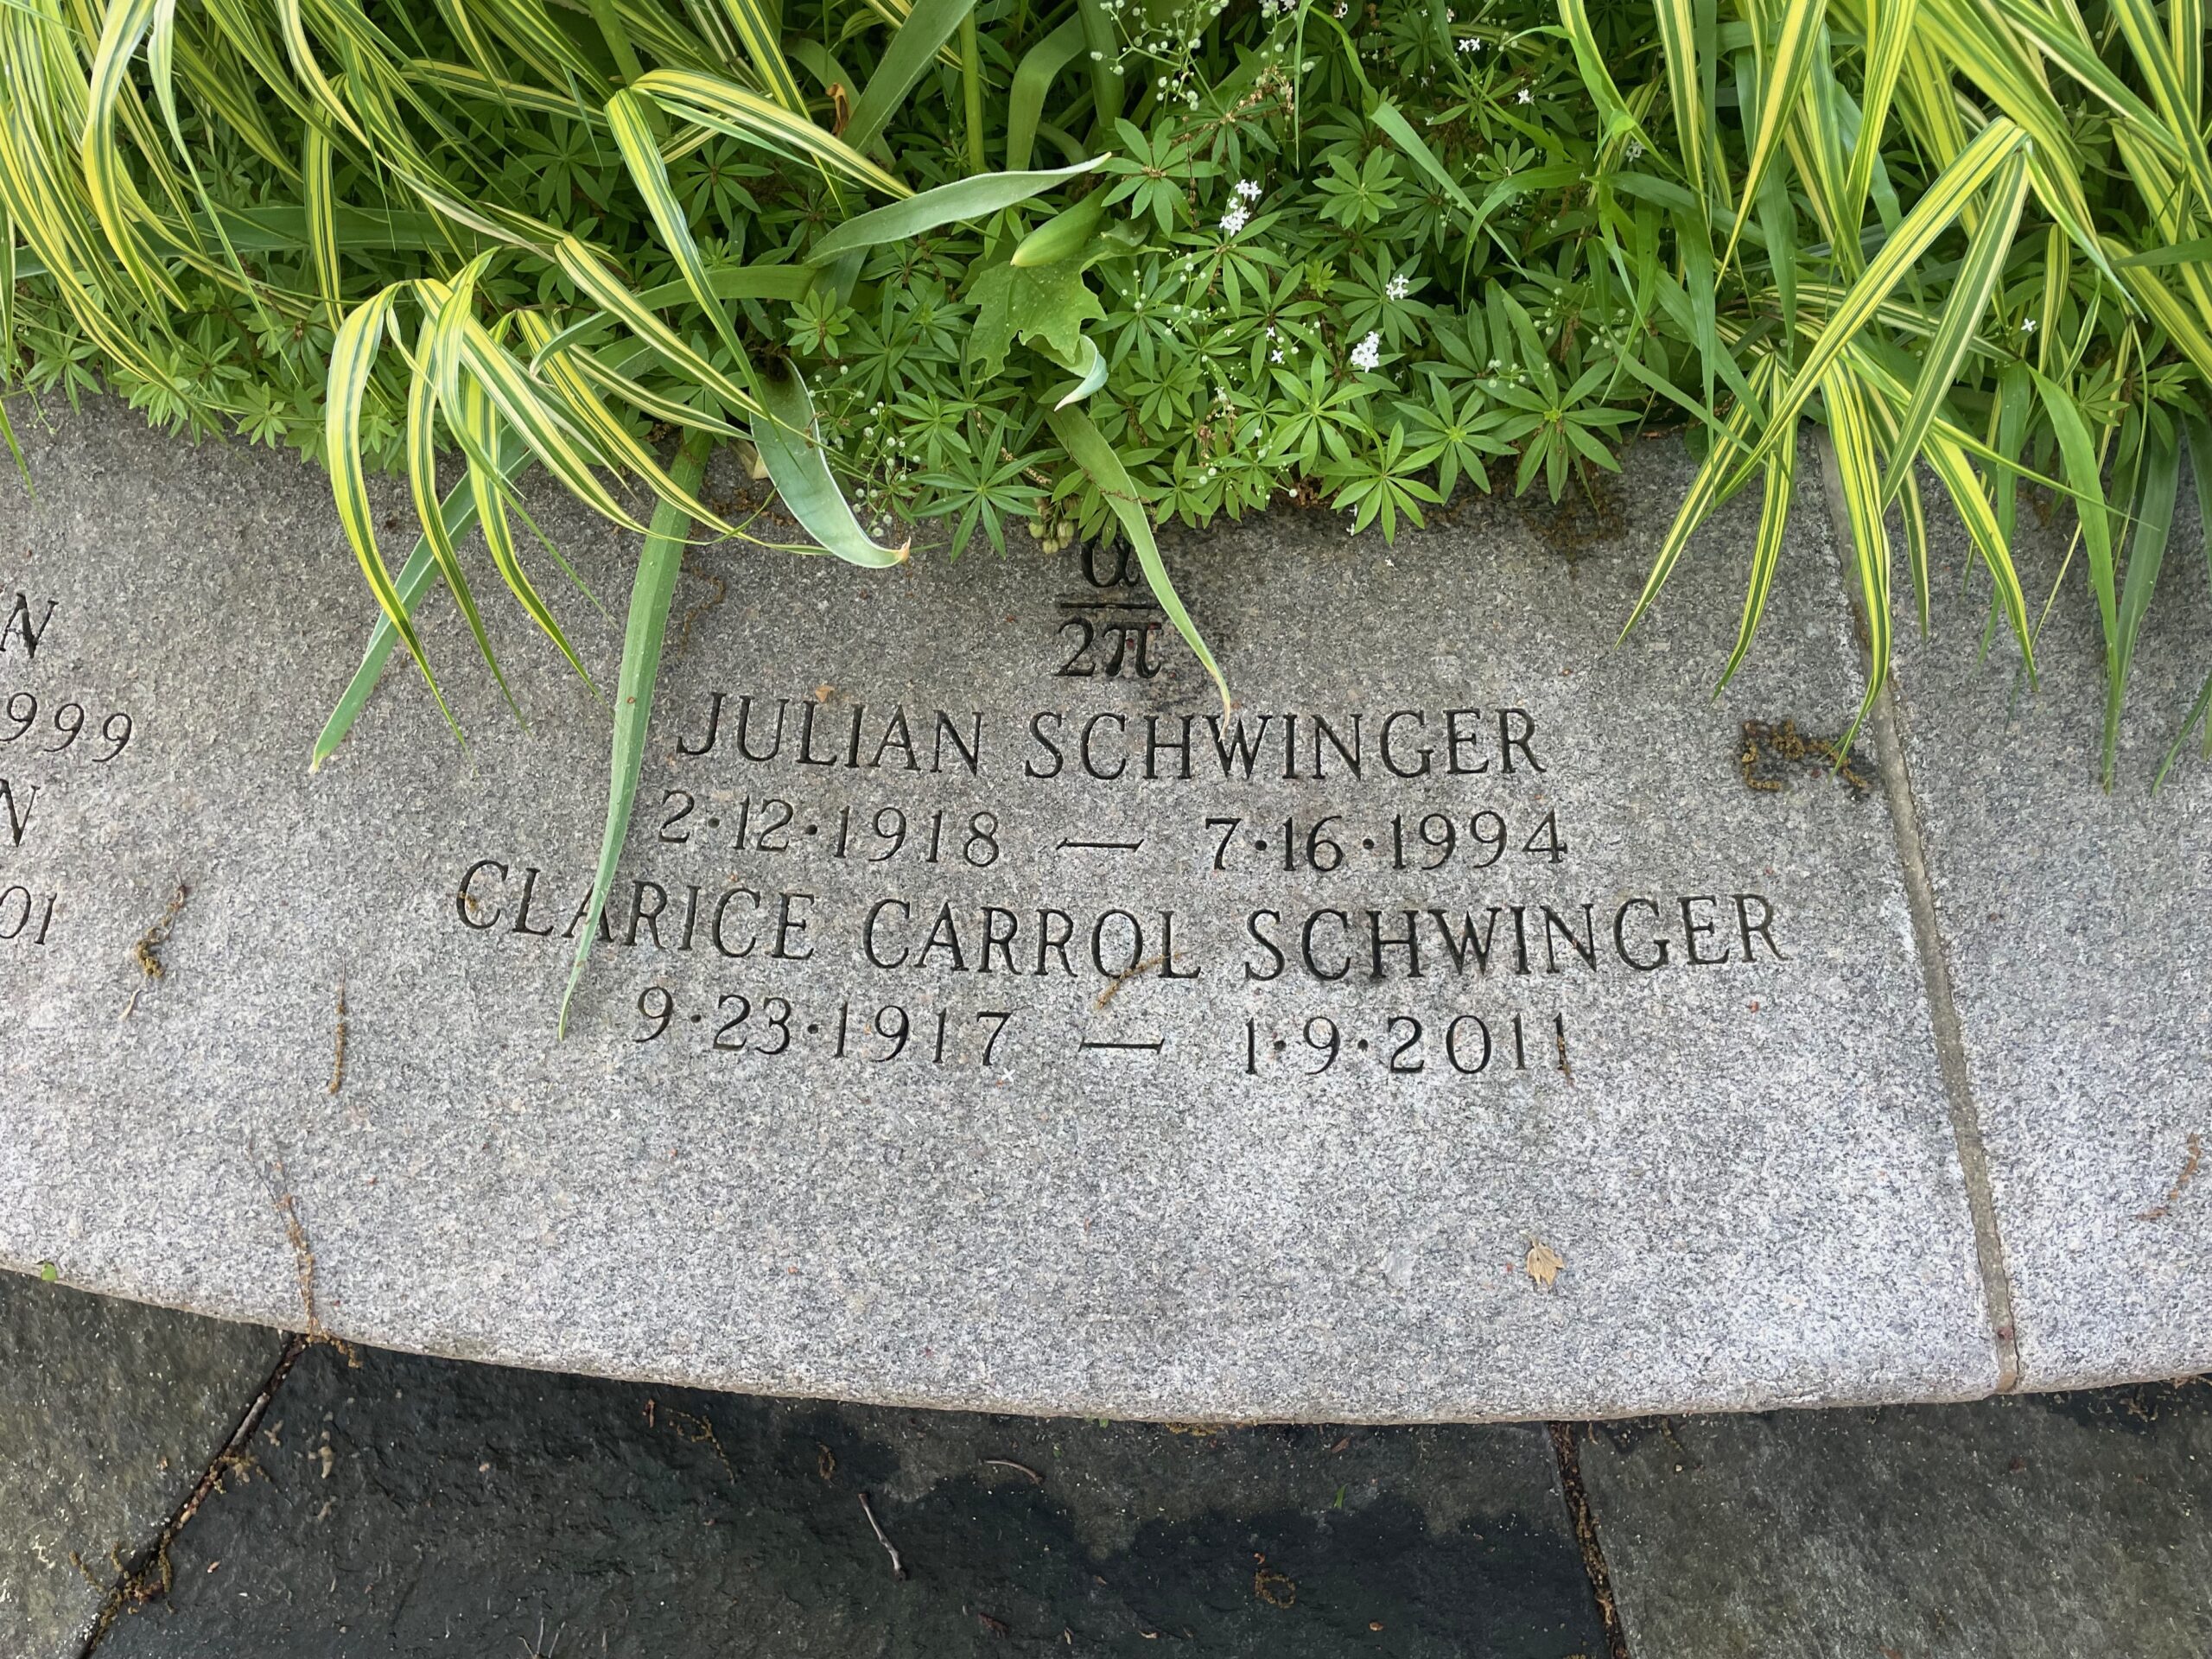 α
2π
JULIAN SCHWINGER
2·12·1918 — 7·16·1994
CLARICE CARROL SCHWINGER
9·23·1917 — 1·9·2011